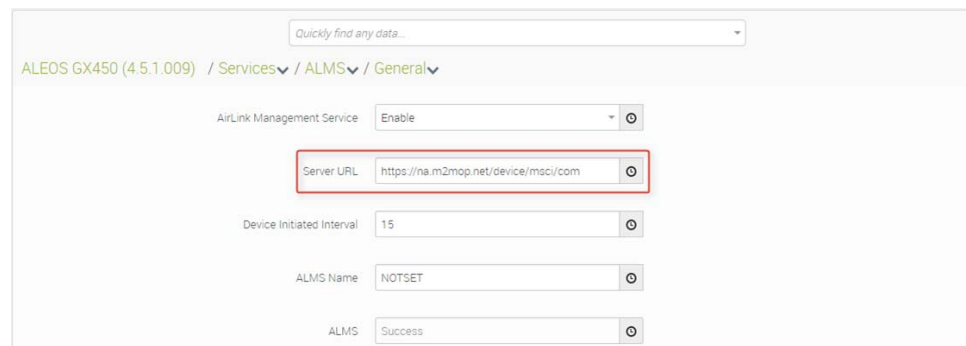 Quickly find any data...
ALEOS GX450 (4.5.1.009) / Services / ALMS / General
AirLink Management Service Enable
Server URL https://na.m2mop.net/device/msci/com
Device Initiated Interval 15
ALMS Name NOTSET
ALMS Success